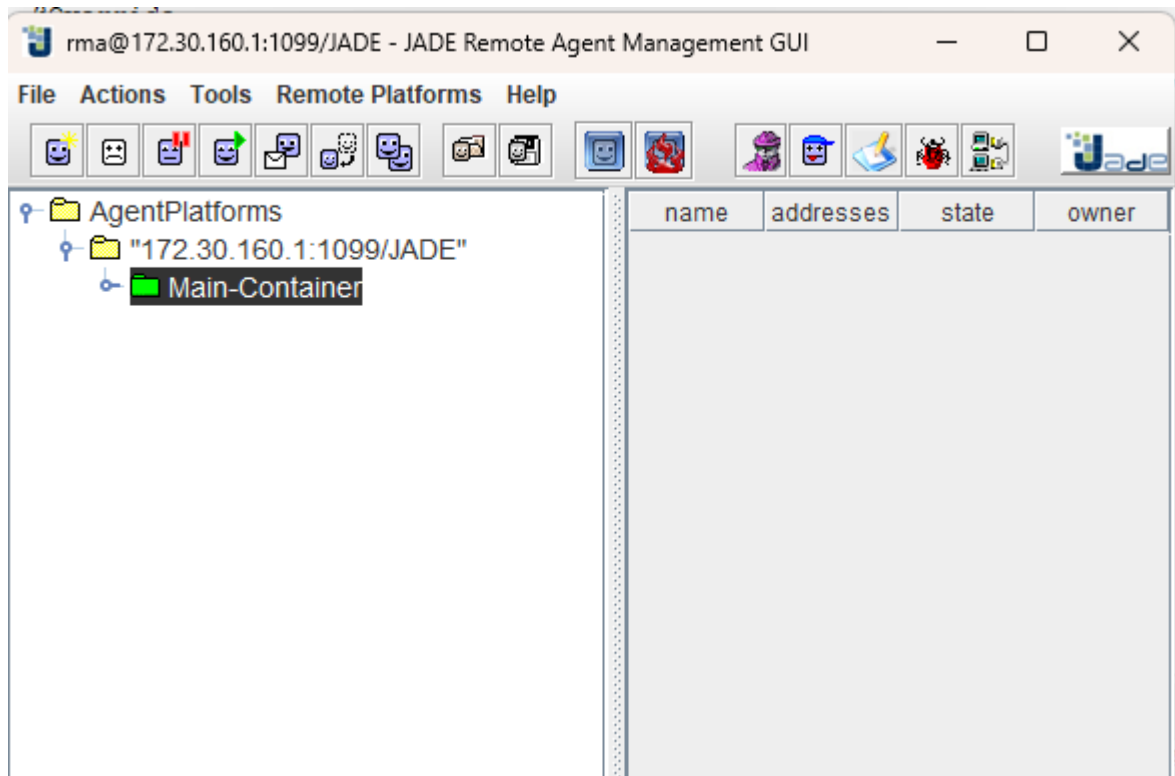 rma@172.30.160.1:1099/JADE - JADE Remote Agent Management GUI
File Actions Tools Remote Platforms Help
Jade
AgentPlatforms
"172.30.160.1:1099/JADE"
Main-Container
name addresses state owner